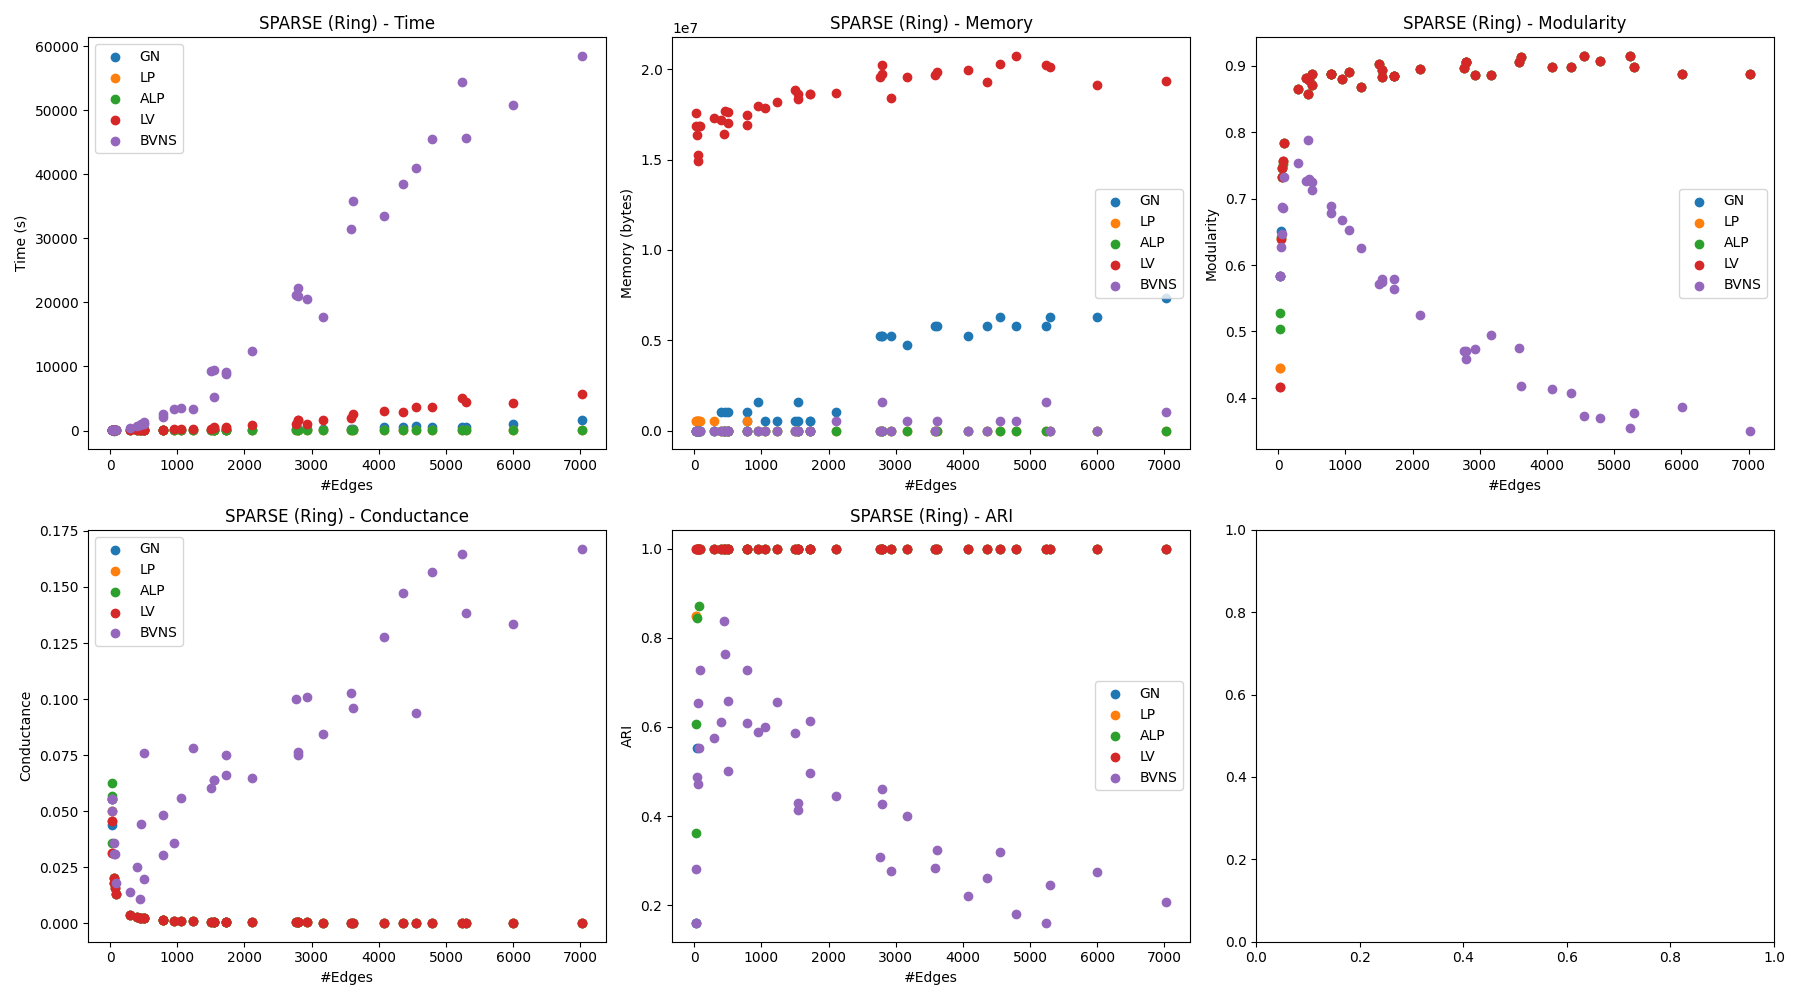 SPARSE (Ring) - Time
Time (s)
60000
50000
40000
30000
20000
10000
0
GN
LP
ALP
LV
BVNS
0 1000 2000 3000 4000 5000 6000 7000
#Edges
SPARSE (Ring) - Memory
1e7
Memory (bytes)
2.0
1.5
1.0
0.5
0.0
GN
LP
ALP
LV
BVNS
0 1000 2000 3000 4000 5000 6000 7000
#Edges
SPARSE (Ring) - Modularity
Modularity
0.9
0.8
0.7
0.6
0.5
0.4
GN
LP
ALP
LV
BVNS
0 1000 2000 3000 4000 5000 6000 7000
#Edges
SPARSE (Ring) - Conductance
Conductance
0.175
0.150
0.125
0.100
0.075
0.050
0.025
0.000
GN
LP
ALP
LV
BVNS
0 1000 2000 3000 4000 5000 6000 7000
#Edges
SPARSE (Ring) - ARI
ARI
1.0
0.8
0.6
0.4
0.2
GN
LP
ALP
LV
BVNS
0 1000 2000 3000 4000 5000 6000 7000
#Edges
1.0
0.8
0.6
0.4
0.2
0.0
0.0 0.2 0.4 0.6 0.8 1.0